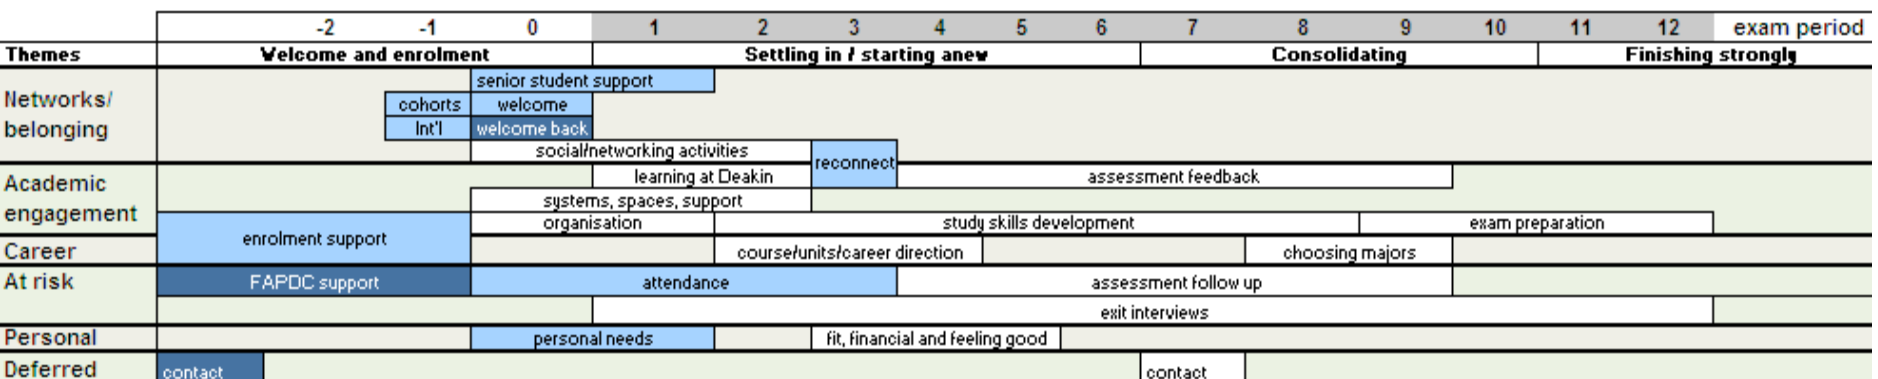 -2 -1 0 1 2 3 4 5 6 7 8 9 10 11 12 exam period
Themes Welcome and enrolment Settling in / starting anew Consolidating Finishing strongly
senior student support
Networks/
belonging
cohorts welcome
Int'l welcome back
social/networking activities
reconnect
Academic
engagement
learning at Deakin assessment feedback
systems, spaces, support
organisation study skills development exam preparation
enrolment support
Career course/units/career direction choosing majors
At risk FAPDC support attendance assessment follow up
exit interviews
Personal personal needs fit, financial and feeling good
Deferred contact contact